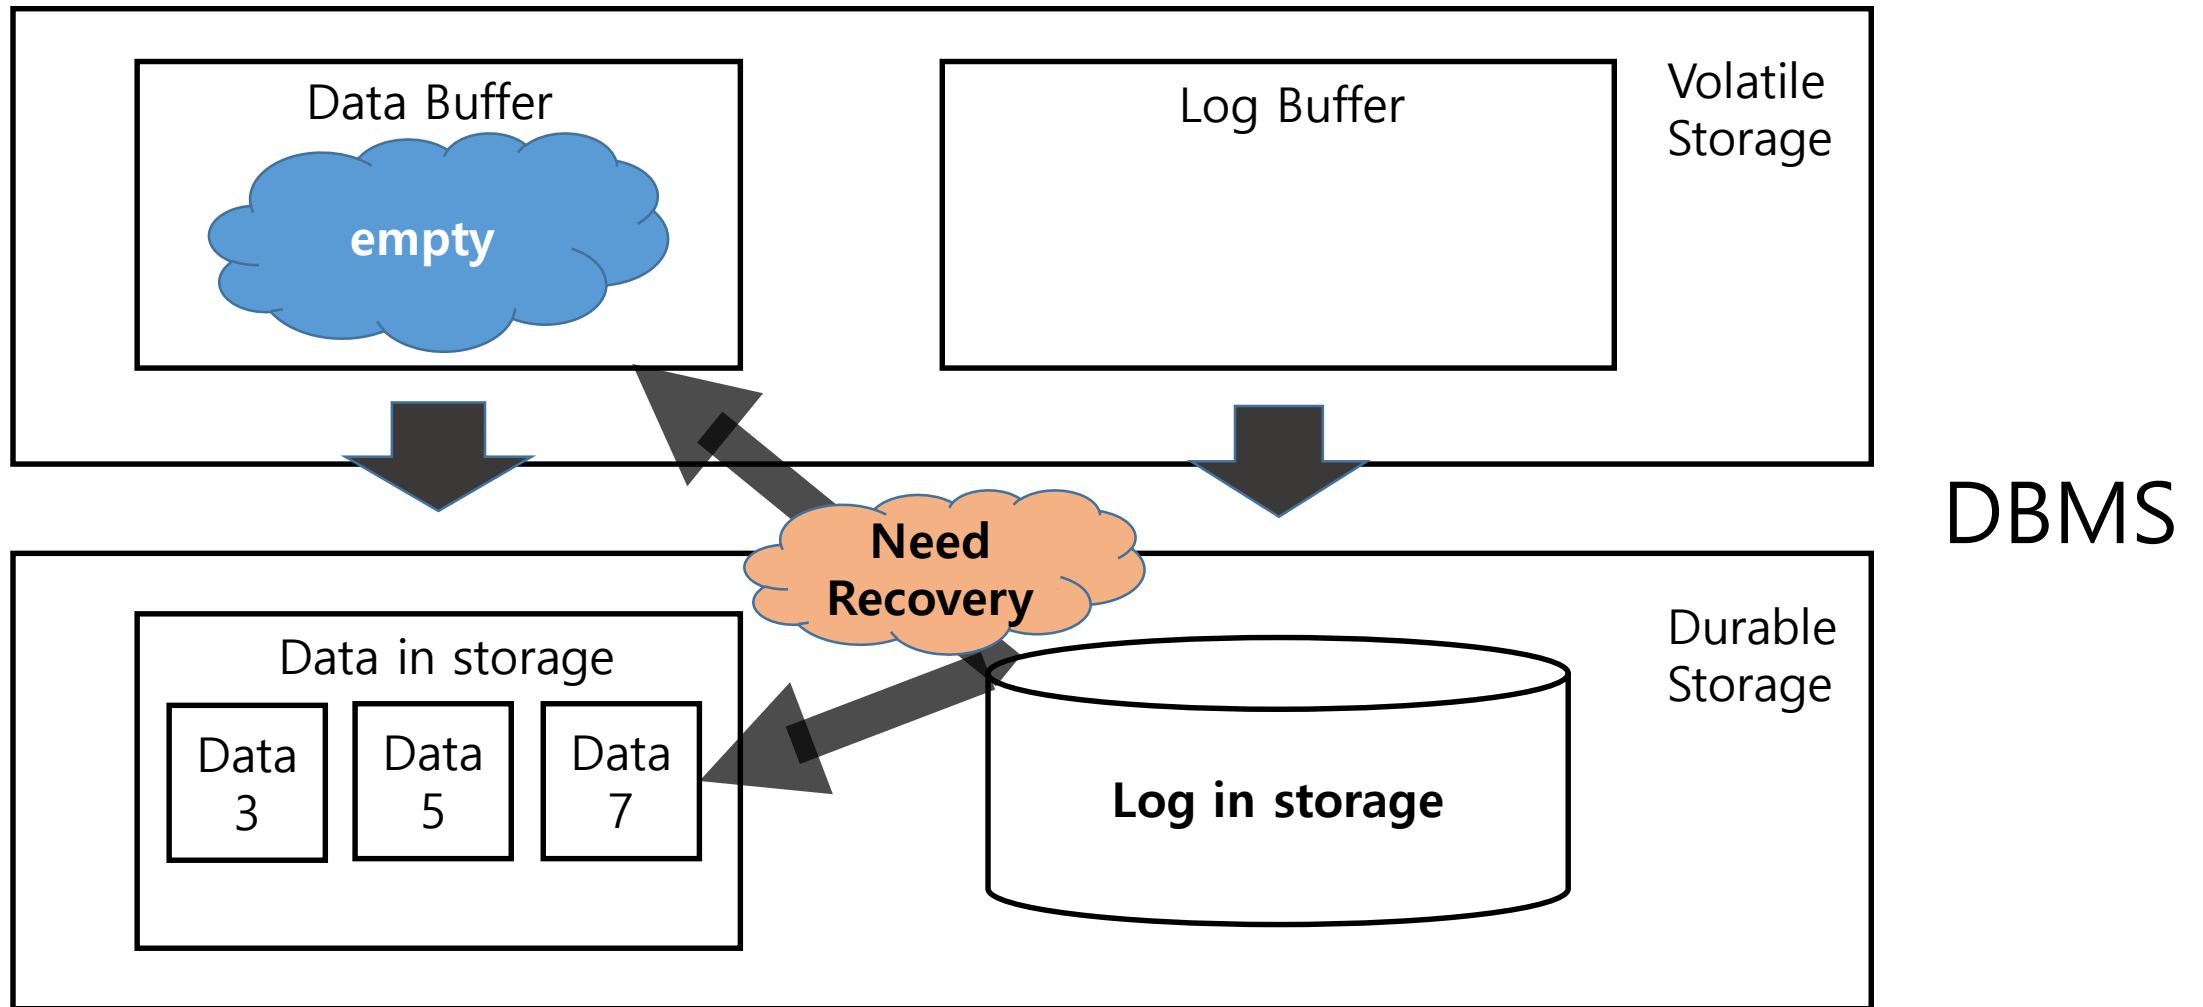 Data Buffer
empty
Log Buffer
Volatile
Storage
Need
Recovery
DBMS
Data in storage
Data
3
Data
5
Data
7
Log in storage
Durable
Storage